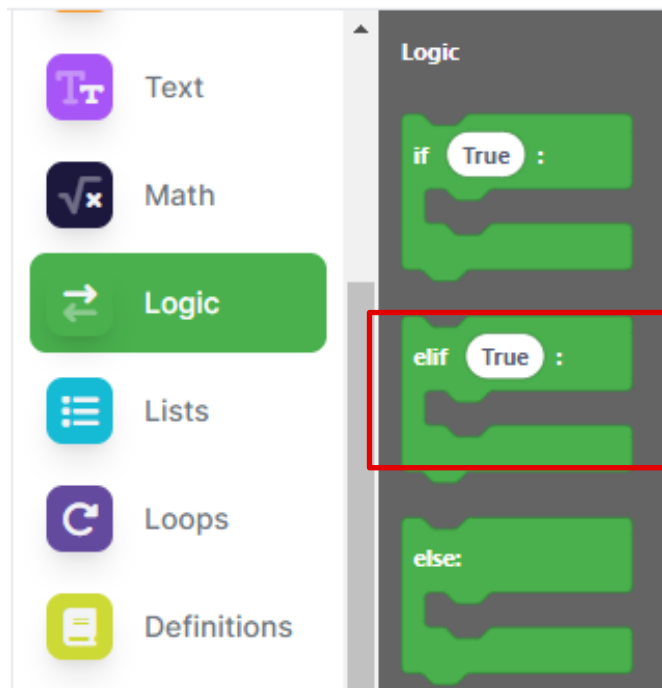 Text
Math
Logic
Lists
Loops
Definitions
Logic
if True :
elif True :
else: